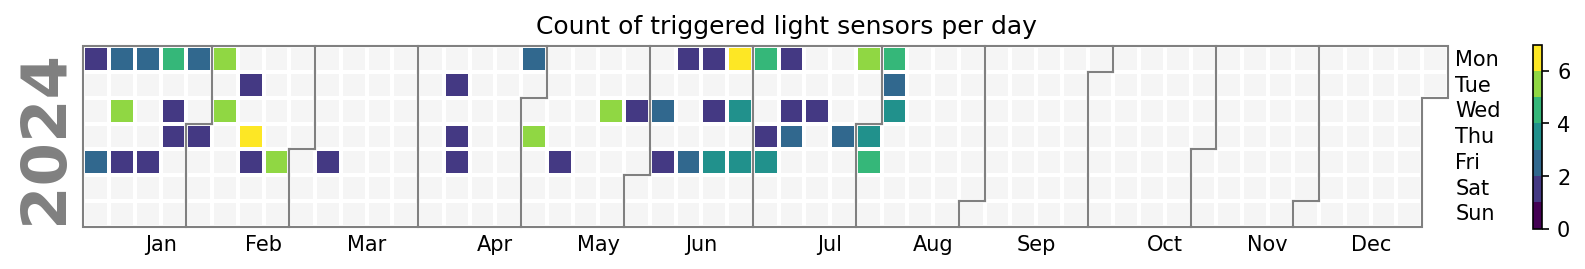 Count of triggered light sensors per day
2024
Mon
Tue
Wed
Thu
Fri
Sat
Sun
Jan Feb Mar Apr May Jun Jul Aug Sep Oct Nov Dec
6
4
2
0